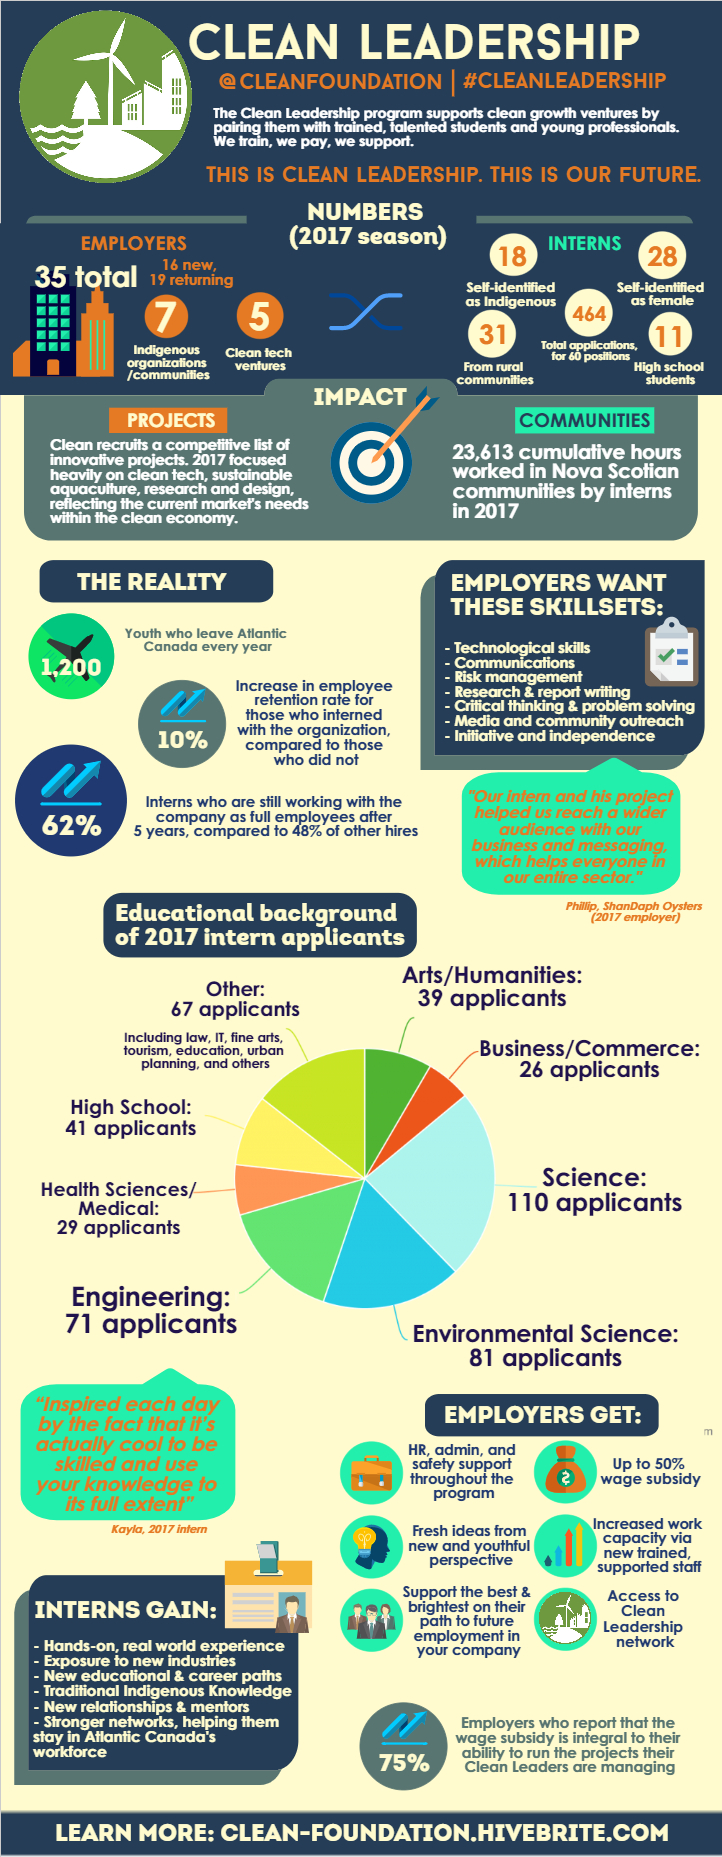 CLEAN LEADERSHIP
@CLEANFOUNDATION | #CLEANLEADERSHIP
The Clean Leadership program supports clean growth ventures by
pairing them with trained, talented students and young professionals.
We train, we pay, we support.
THIS IS CLEAN LEADERSHIP. THIS IS OUR FUTURE.
NUMBERS
(2017 season)
EMPLOYERS
35 total
16 new,
19 returning
7
Indigenous
organizations
/communities
5
Clean tech
ventures
INTERNS
18
Self-identified
as Indigenous
28
Self-identified
as female
464
Total applications,
for 60 positions
31
From rural
communities
11
High school
students
IMPACT
PROJECTS
Clean recruits a competitive list of
innovative projects. 2017 focused
heavily on clean tech, sustainable
aquaculture, research and design,
reflecting the current market's needs
within the clean economy.
COMMUNITIES
23,613 cumulative hours
worked in Nova Scotian
communities by interns
in 2017
THE REALITY
1,200
Youth who leave Atlantic
Canada every year
10%
Increase in employee
retention rate for
those who interned
with the organization,
compared to those
who did not
62%
Interns who are still working with the
company as full employees after
5 years, compared to 48% of other hires
EMPLOYERS WANT
THESE SKILLSETS:
- Technological skills
- Communications
- Risk management
- Research & report writing
- Critical thinking & problem solving
- Media and community outreach
- Initiative and independence
"Our intern and his project
helped us reach a wider
audience with our
business and messaging,
which helps everyone in
our entire sector."
Phillip, ShanDaph Oysters
(2017 employer)
Educational background
of 2017 intern applicants
Other:
67 applicants
Including law, IT, fine arts,
tourism, education, urban
planning, and others
Arts/Humanities:
39 applicants
Business/Commerce:
26 applicants
High School:
41 applicants
Science:
110 applicants
Health Sciences/
Medical:
29 applicants
Engineering:
71 applicants
Environmental Science:
81 applicants
"Inspired each day
by the fact that it's
actually cool to be
skilled and use
your knowledge to
its full extent"
Kayla, 2017 intern
EMPLOYERS GET:
m
HR, admin, and
safety support
throughout the
program
Up to 50%
wage subsidy
Fresh ideas from
new and youthful
perspective
Increased work
capacity via
new trained,
supported staff
Support the best &
brightest on their
path to future
employment in
your company
Access to
Clean
Leadership
network
INTERNS GAIN:
- Hands-on, real world experience
- Exposure to new industries
- New educational & career paths
- Traditional Indigenous Knowledge
- New relationships & mentors
- Stronger networks, helping them
stay in Atlantic Canada's
workforce
75%
Employers who report that the
wage subsidy is integral to their
ability to run the projects their
Clean Leaders are managing
LEARN MORE: CLEAN-FOUNDATION.HIVEBRITE.COM